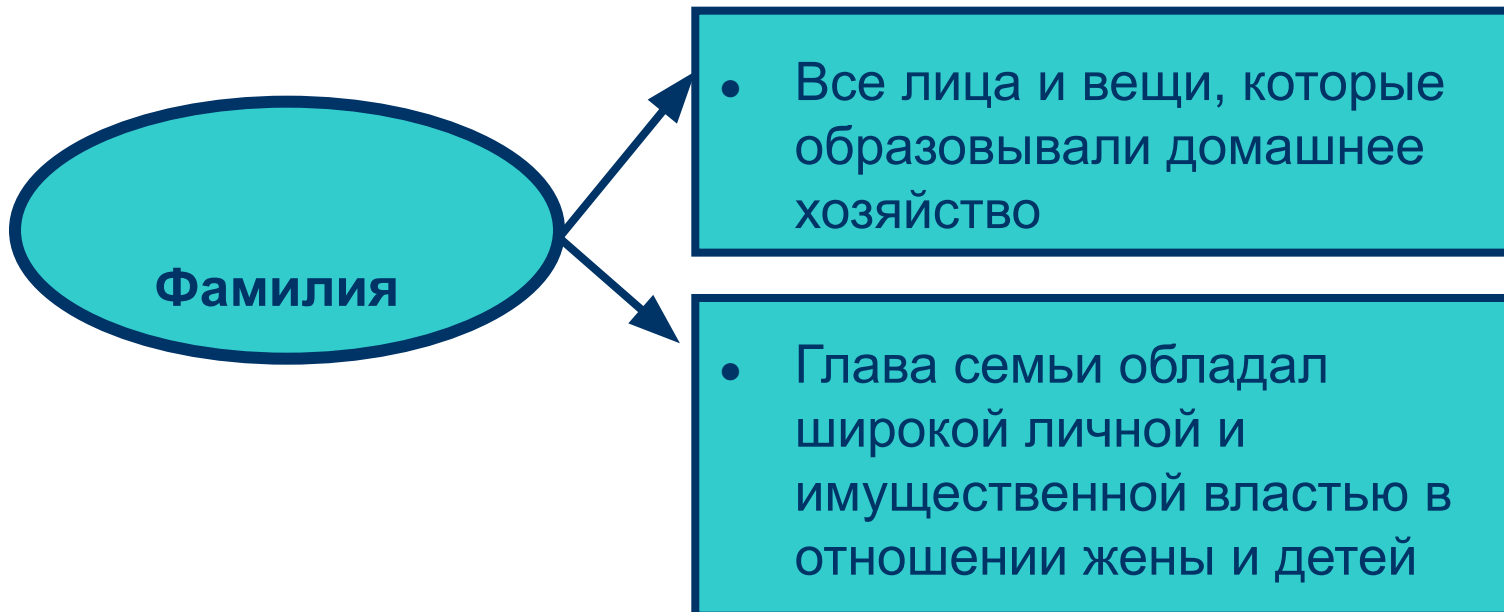 Фамилия
● Все лица и вещи, которые
образовывали домашнее
хозяйство
● Глава семьи обладал
широкой личной и
имущественной властью в
отношении жены и детей